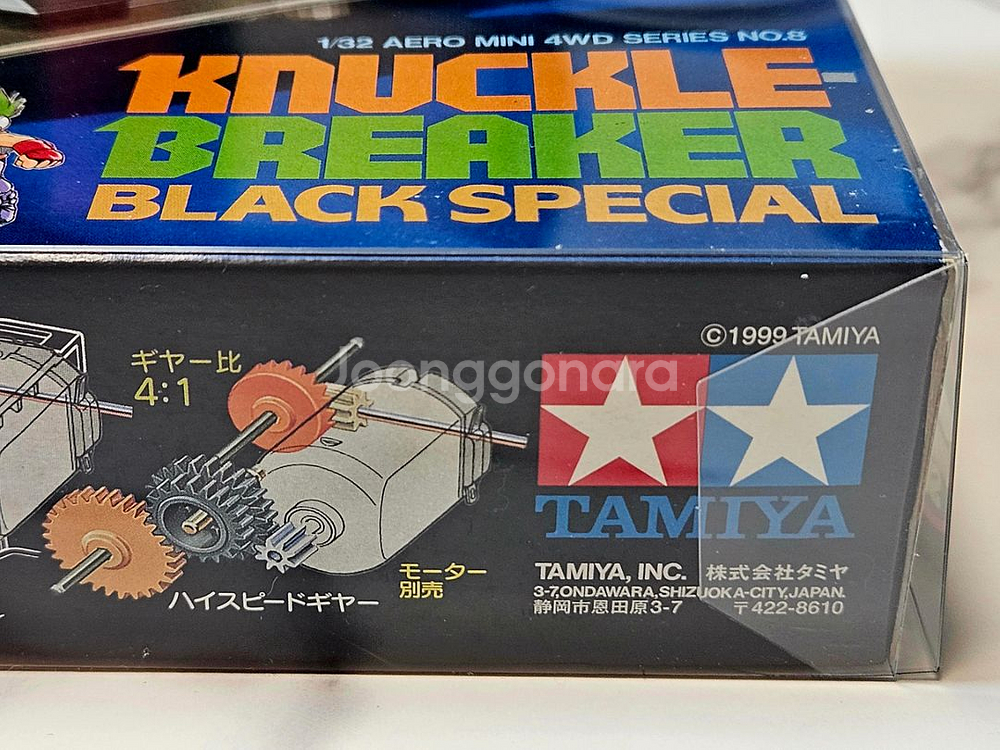 1/32 AERO MINI 4WD SERIES NO.8
KNUCKLE-
BREAKER
BLACK SPECIAL
©1999 TAMIYA
ギヤー比
4:1
Joonggonara
TAMIYA
モーター
別売
ハイスピードギヤー
TAMIYA, INC. 株式会社タミヤ
3-7,ONDAWARA,SHIZUOKA-CITY,JAPAN.
静岡市恩田原3-7 〒422-8610